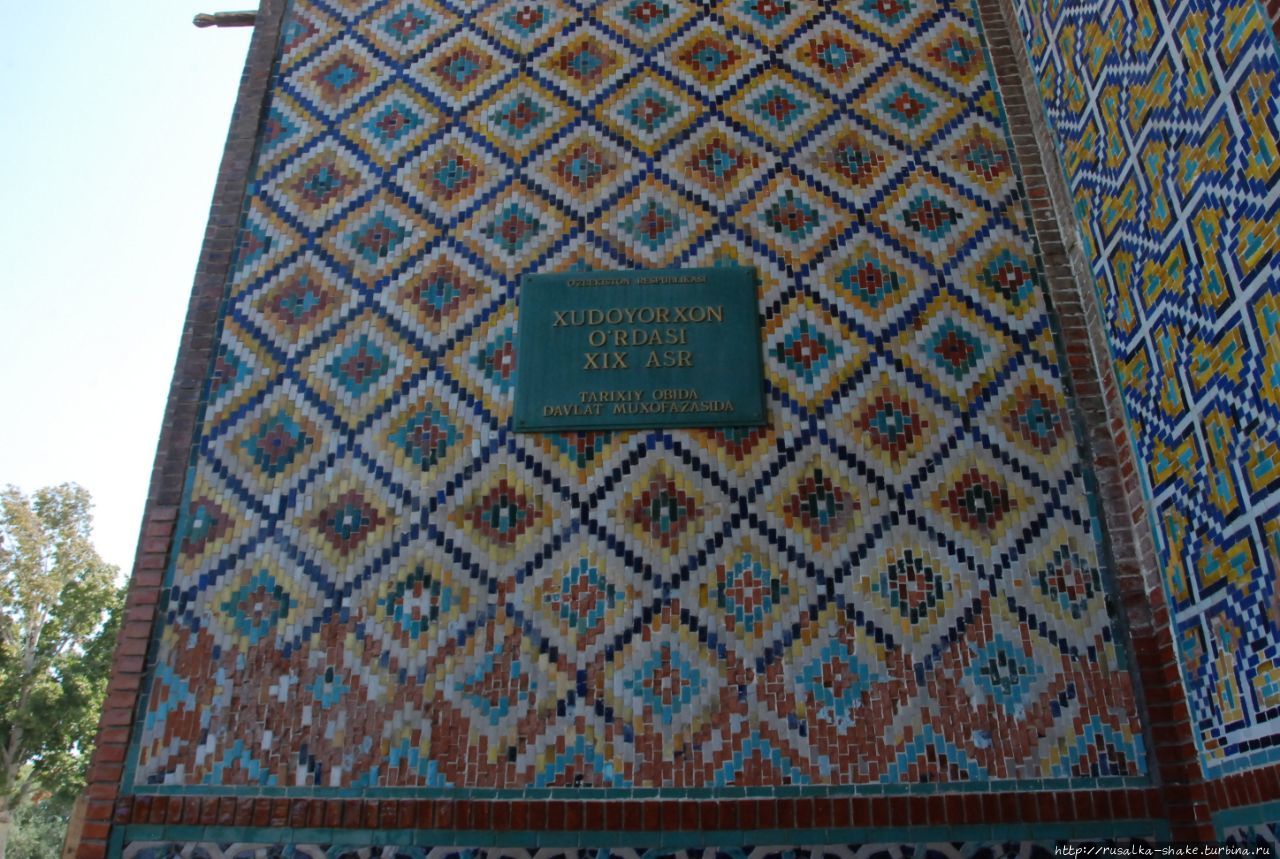 O'ZBEKISTON RESPUBLIKASI
XUDOYORXON
O'RDASI
XIX ASR
TARIXIY OBIDA
DAVLAT MUXOFAZASIDA
http://rusalka-shake.turbina.ru